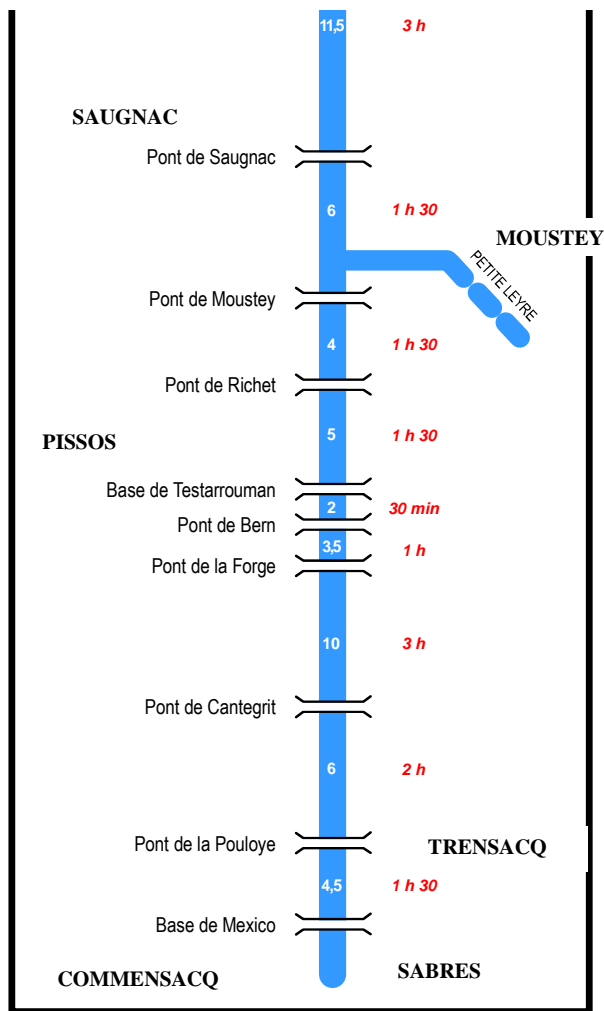 11,5 3 h
SAUGNAC
Pont de Saugnac
6 1 h 30
MOUSTEY
PETITE LEYRE
Pont de Moustey
4 1 h 30
Pont de Richet
5 1 h 30
PISSOS
Base de Testarrouman
2 30 min
Pont de Bern
3,5 1 h
Pont de la Forge
10 3 h
Pont de Cantegrit
6 2 h
Pont de la Pouloye
TRENSACQ
4,5 1 h 30
Base de Mexico
COMMENSACQ
SABRES